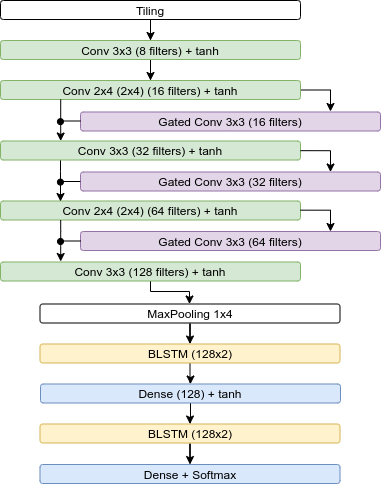 Tiling
Conv 3x3 (8 filters) + tanh
Conv 2x4 (2x4) (16 filters) + tanh
Gated Conv 3x3 (16 filters)
Conv 3x3 (32 filters) + tanh
Gated Conv 3x3 (32 filters)
Conv 2x4 (2x4) (64 filters) + tanh
Gated Conv 3x3 (64 filters)
Conv 3x3 (128 filters) + tanh
MaxPooling 1x4
BLSTM (128x2)
Dense (128) + tanh
BLSTM (128x2)
Dense + Softmax